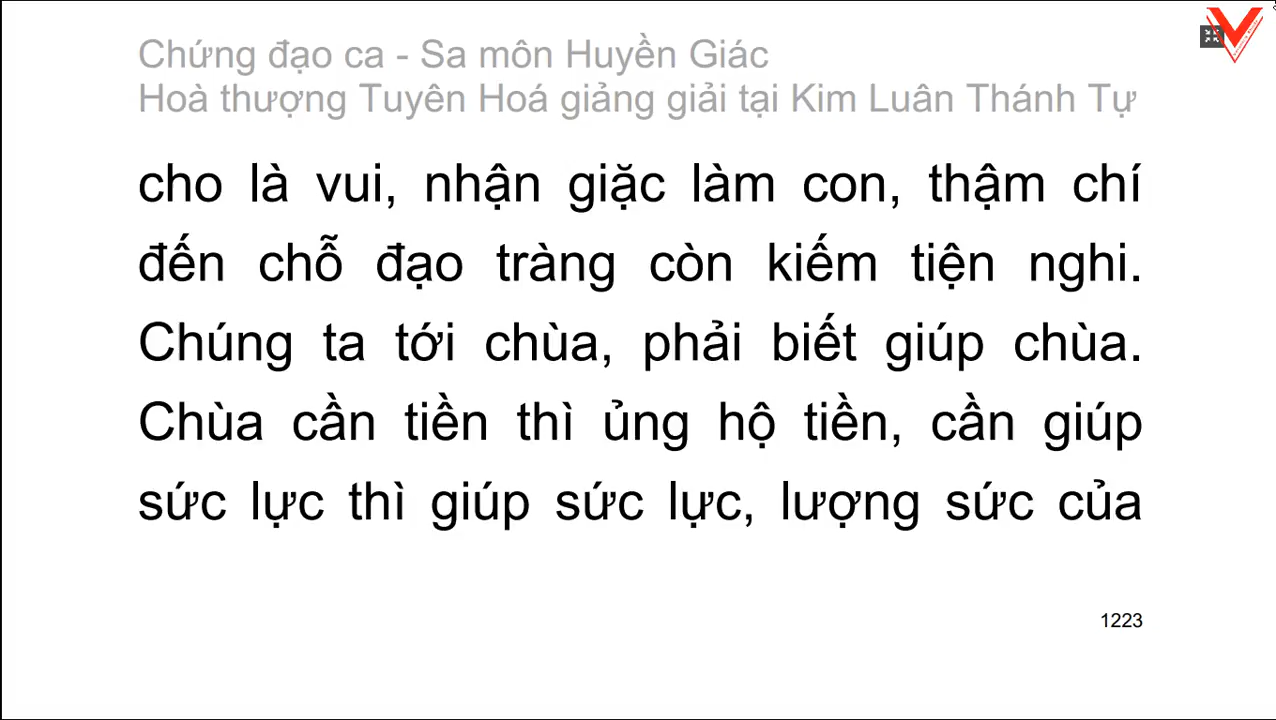 Chứng đạo ca - Sa môn Huyền Giác
Hoà thượng Tuyên Hoá giảng giải tại Kim Luân Thánh Tự
cho là vui, nhận giặc làm con, thậm chí
đến chỗ đạo tràng còn kiếm tiện nghi.
Chúng ta tới chùa, phải biết giúp chùa.
Chùa cần tiền thì ủng hộ tiền, cần giúp
sức lực thì giúp sức lực, lượng sức của
1223